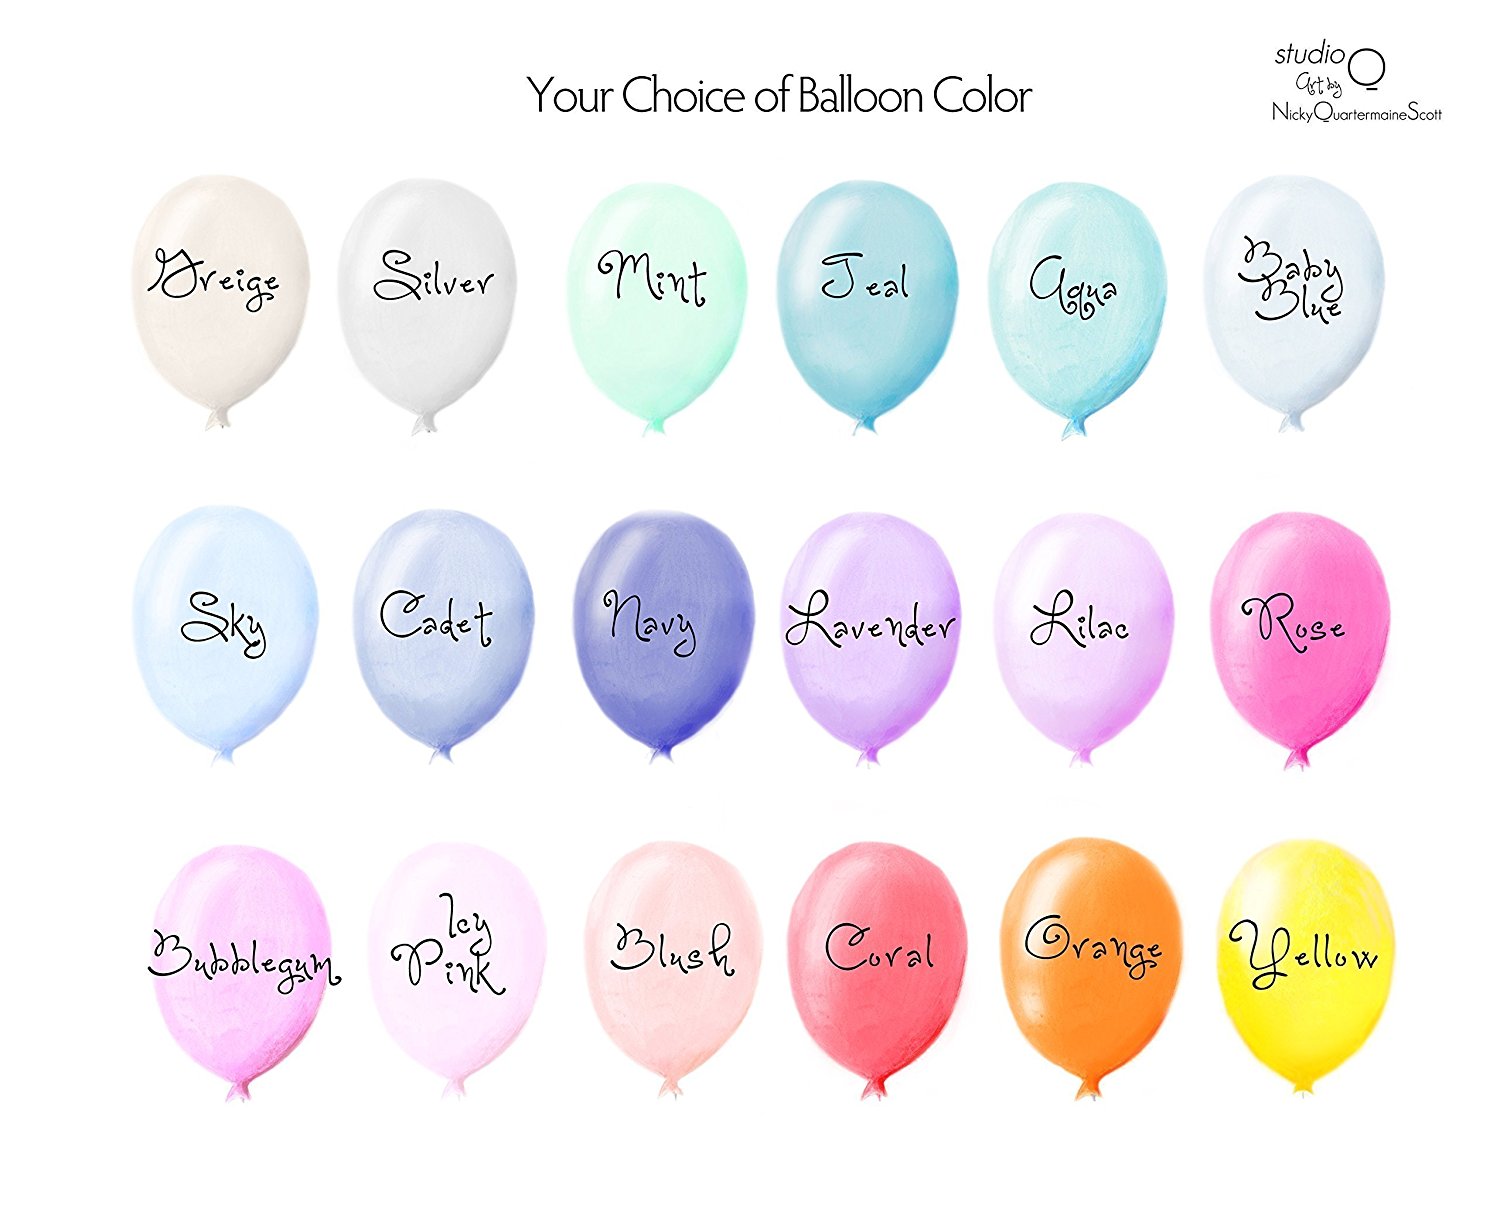 Your Choice of Balloon Color
studio Q
Art by
NickyQuartermaineScott
Greige
Silver
Mint
Teal
Aqua
Baby
Blue
Sky
Cadet
Navy
Lavender
Lilac
Rose
Bubblegum
Icy
Pink
Blush
Coral
Orange
Yellow